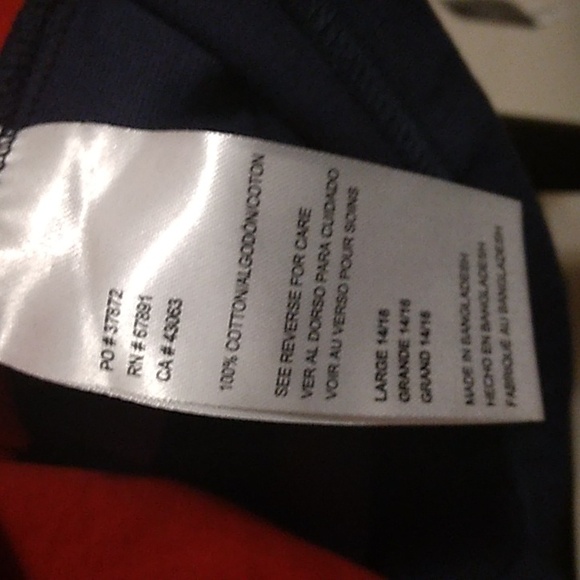 PO # 37872
RN # 67891
CA # 43063
100% COTTON/ALGODÓN/COTON
SEE REVERSE FOR CARE
VER AL DORSO PARA CUIDADO
VOIR AU VERSO POUR SOINS
LARGE 14/16
GRANDE 14/16
GRAND 14/16
MADE IN BANGLADESH
HECHO EN BANGLADESH
FABRIQUÉ AU BANGLADESH